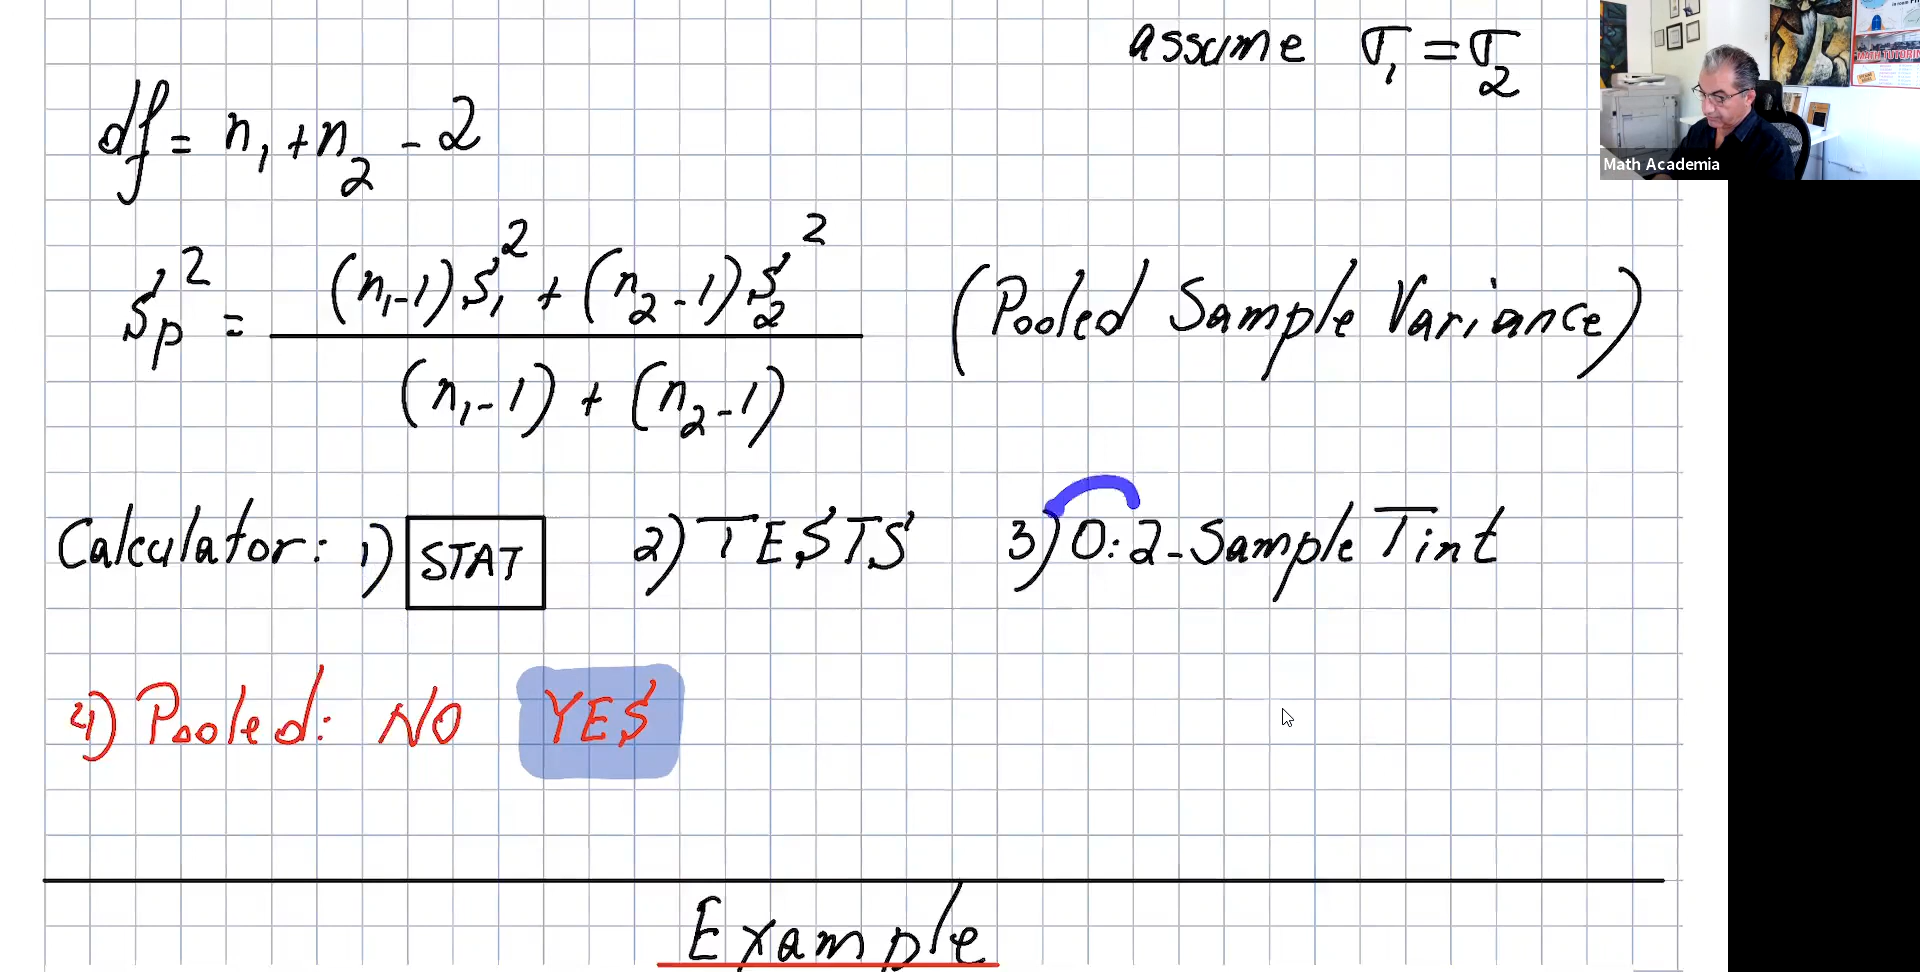 assume σ₁ = σ₂
df = n₁ + n₂ - 2
Sp² = ((n₁-1)S₁² + (n₂-1)S₂²) / ((n₁-1) + (n₂-1)) (Pooled Sample Variance)
Calculator: 1) STAT 2) TESTS 3) 0:2-Sample Tint
4) Pooled: NO YES
Example
Math Academia
MATH TUTORING